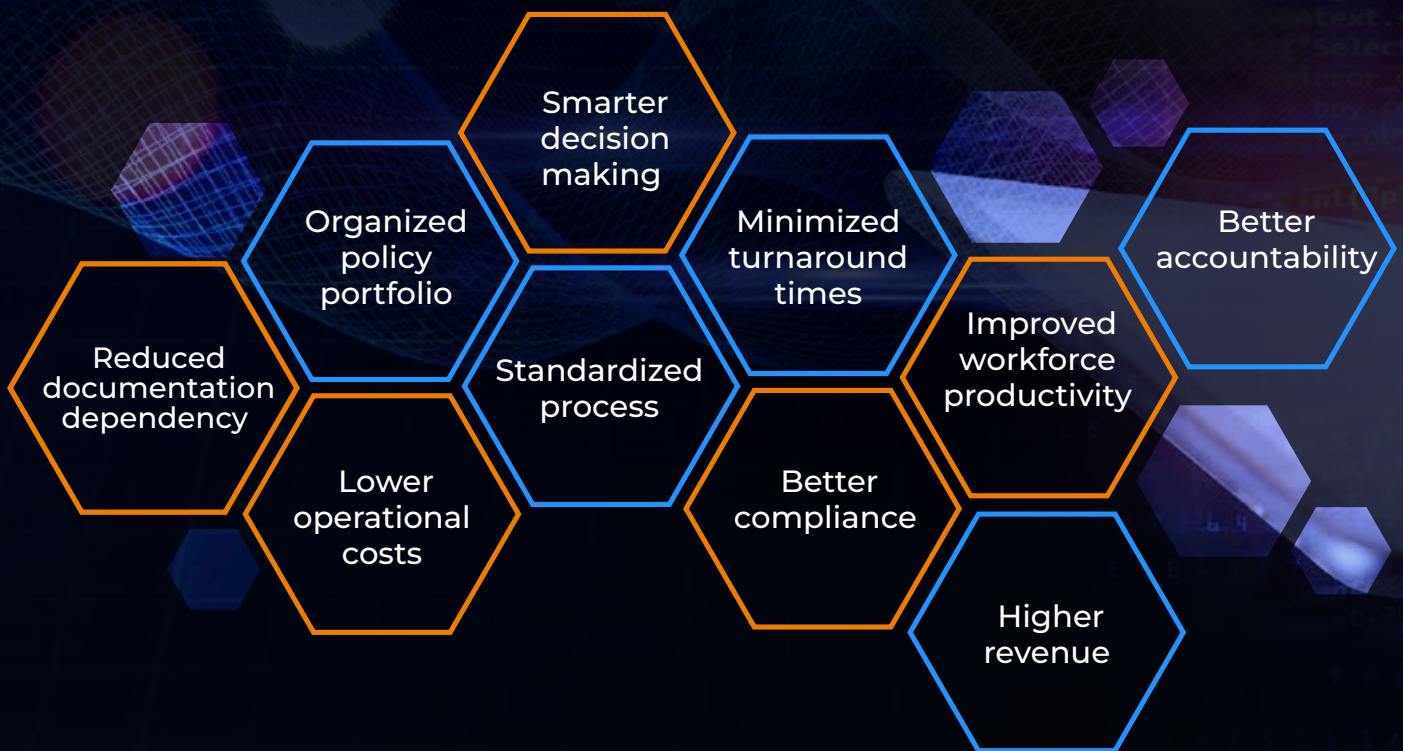 Smarter
decision
making
Organized
policy
portfolio
Minimized
turnaround
times
Better
accountability
Reduced
documentation
dependency
Standardized
process
Improved
workforce
productivity
Lower
operational
costs
Better
compliance
Higher
revenue